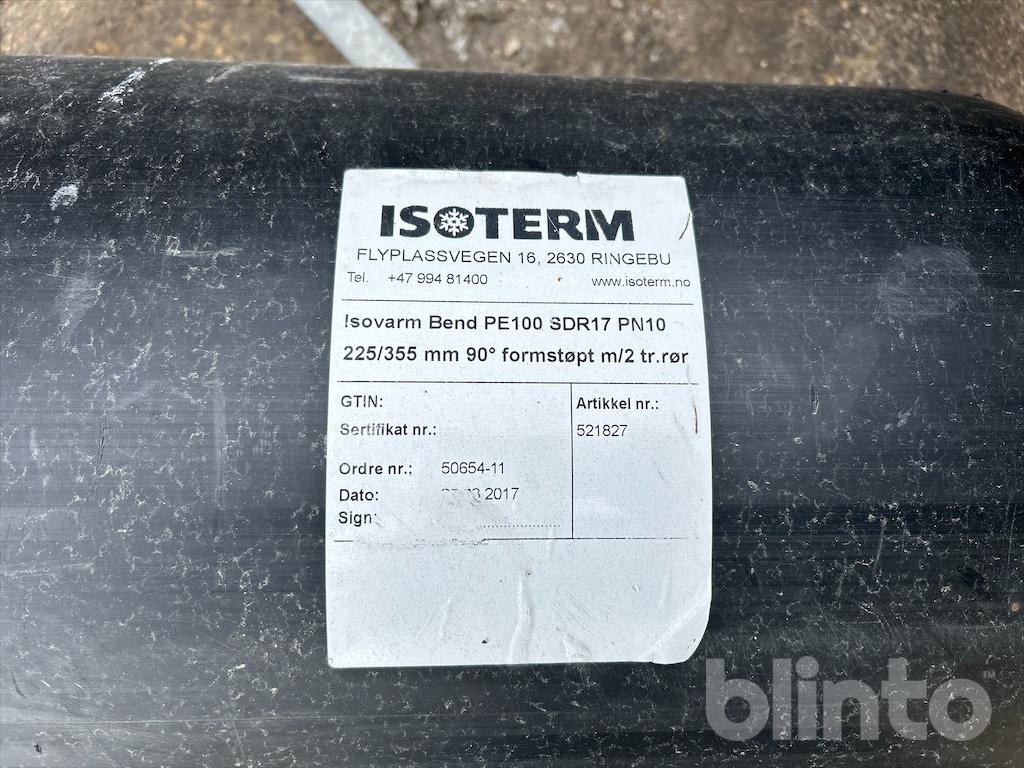 ISOTERM
FLYPLASSVEGEN 16, 2630 RINGEBU
Tel. +47 994 81400 www.isoterm.no
Isovarm Bend PE100 SDR17 PN10
225/355 mm 90° formstøpt m/2 tr.rør
GTIN:
Artikkel nr.:
Sertifikat nr.:
521827
Ordre nr.: 50654-11
Dato: 2017
Sign:
blinto™